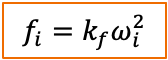 f_i = k_f ω_i^2